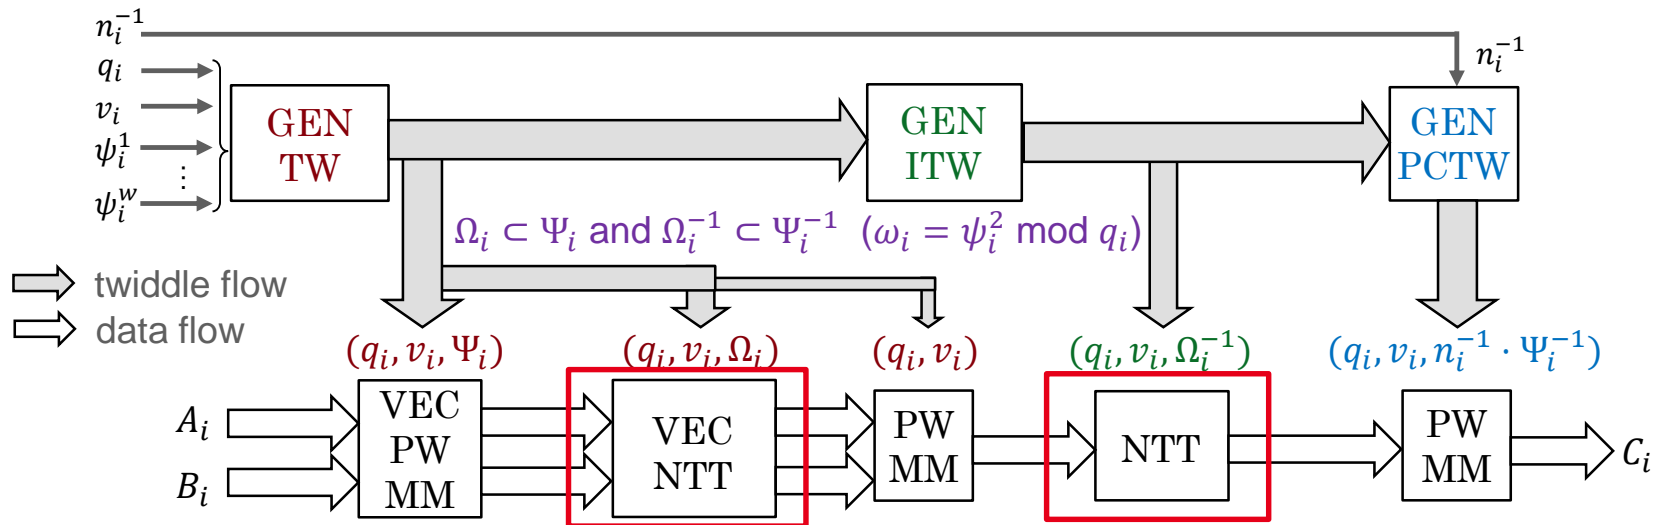 n_i^{-1}
n_i^{-1}
q_i
v_i
ψ_i^1
⋮
ψ_i^w
GEN
TW
GEN
ITW
GEN
PCTW
Ω_i ⊂ Ψ_i and Ω_i^{-1} ⊂ Ψ_i^{-1} (ω_i = ψ_i^2 mod q_i)
twiddle flow
data flow
(q_i, v_i, Ψ_i)
(q_i, v_i, Ω_i)
(q_i, v_i)
(q_i, v_i, Ω_i^{-1})
(q_i, v_i, n_i^{-1} · Ψ_i^{-1})
A_i
B_i
VEC
PW
MM
VEC
NTT
PW
MM
NTT
PW
MM
C_i